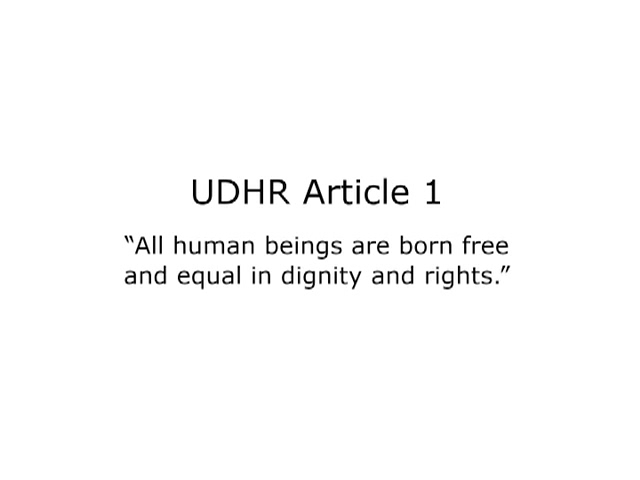 UDHR Article 1
“All human beings are born free
and equal in dignity and rights.”